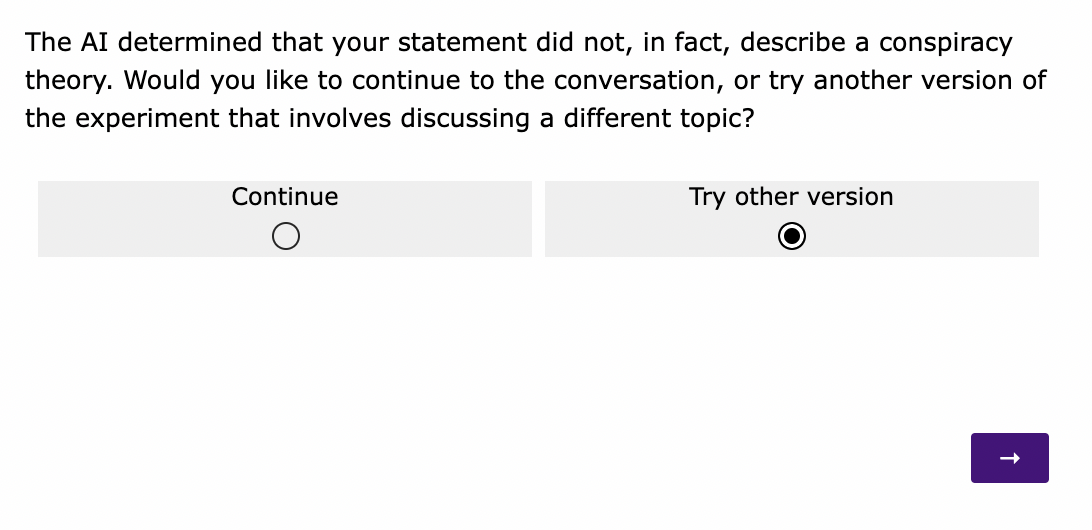 The AI determined that your statement did not, in fact, describe a conspiracy
theory. Would you like to continue to the conversation, or try another version of
the experiment that involves discussing a different topic?
Continue
Try other version
→